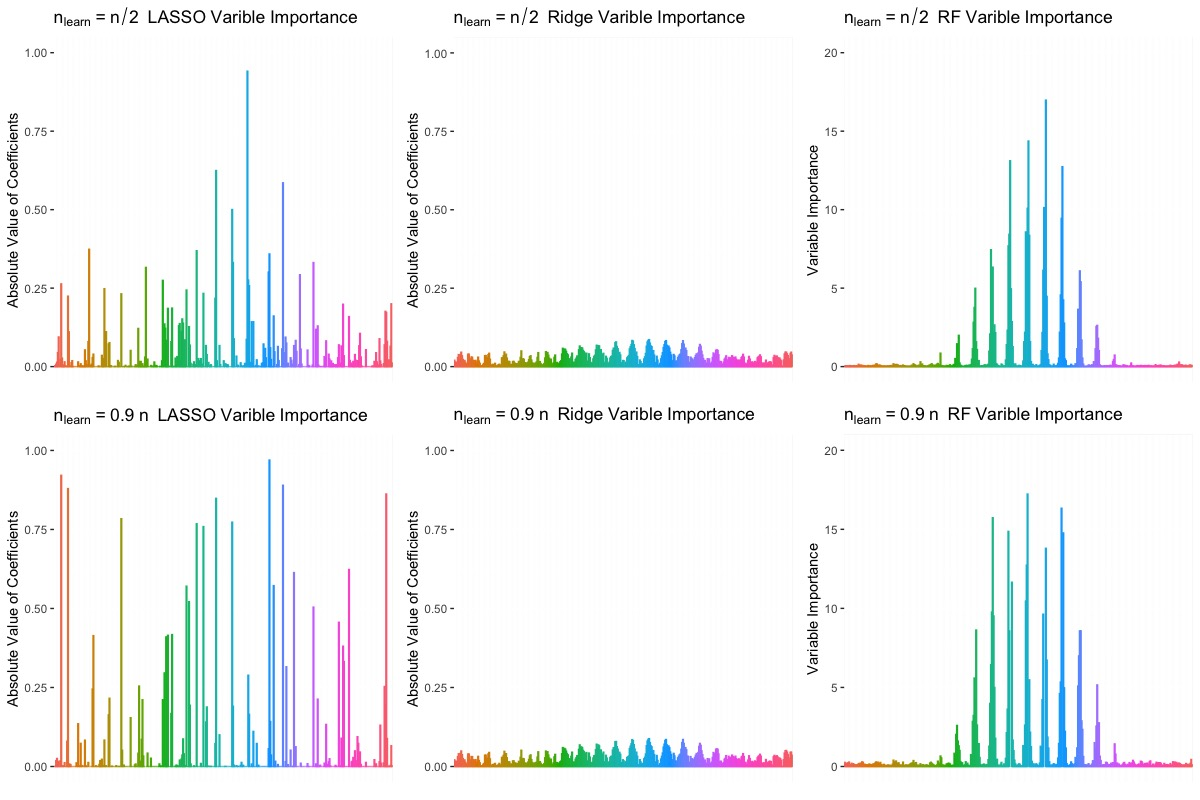 n_learn = n/2 LASSO Varible Importance
Absolute Value of Coefficients
1.00
0.75
0.50
0.25
0.00
n_learn = n/2 Ridge Varible Importance
Absolute Value of Coefficients
1.00
0.75
0.50
0.25
0.00
n_learn = n/2 RF Varible Importance
Variable Importance
20
15
10
5
0
n_learn = 0.9 n LASSO Varible Importance
Absolute Value of Coefficients
1.00
0.75
0.50
0.25
0.00
n_learn = 0.9 n Ridge Varible Importance
Absolute Value of Coefficients
1.00
0.75
0.50
0.25
0.00
n_learn = 0.9 n RF Varible Importance
Variable Importance
20
15
10
5
0